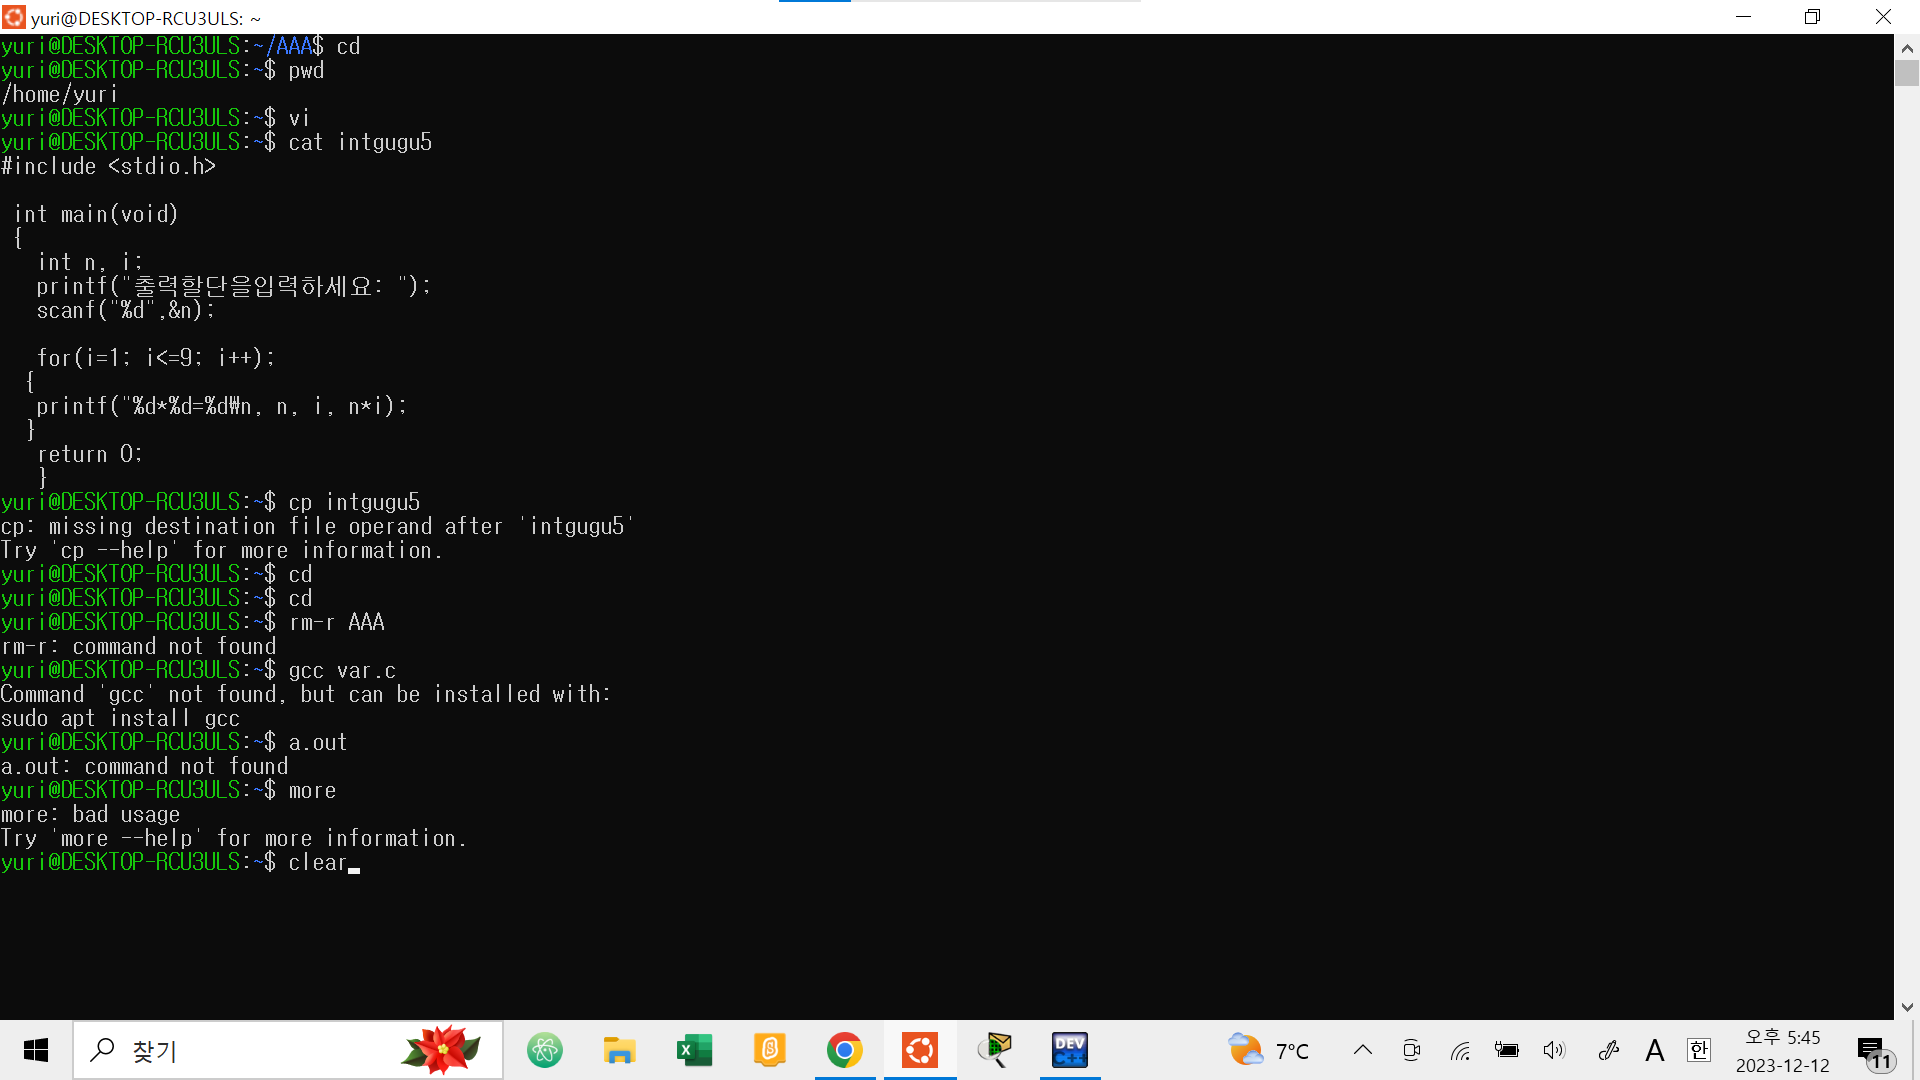 yuri@DESKTOP-RCU3ULS: ~
yuri@DESKTOP-RCU3ULS:~/AAA$ cd
yuri@DESKTOP-RCU3ULS:~$ pwd
/home/yuri
yuri@DESKTOP-RCU3ULS:~$ vi
yuri@DESKTOP-RCU3ULS:~$ cat intgugu5
#include <stdio.h>

 int main(void)
 {
   int n, i;
   printf("출력할단을입력하세요: ");
   scanf("%d",&n);

   for(i=1; i<=9; i++);
  {
   printf("%d*%d=%d₩n, n, i, n*i);
  }
   return 0;
   }
yuri@DESKTOP-RCU3ULS:~$ cp intgugu5
cp: missing destination file operand after 'intgugu5'
Try 'cp --help' for more information.
yuri@DESKTOP-RCU3ULS:~$ cd
yuri@DESKTOP-RCU3ULS:~$ cd
yuri@DESKTOP-RCU3ULS:~$ rm-r AAA
rm-r: command not found
yuri@DESKTOP-RCU3ULS:~$ gcc var.c
Command 'gcc' not found, but can be installed with:
sudo apt install gcc
yuri@DESKTOP-RCU3ULS:~$ a.out
a.out: command not found
yuri@DESKTOP-RCU3ULS:~$ more
more: bad usage
Try 'more --help' for more information.
yuri@DESKTOP-RCU3ULS:~$ clear
찾기
DEV
C++
7°C
A
한
오후 5:45
2023-12-12
11